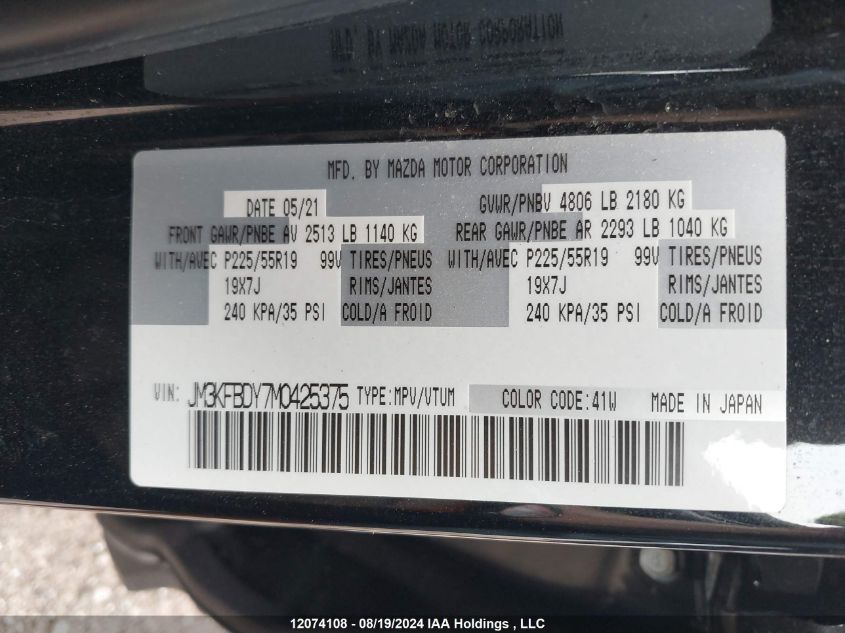 MFD. BY MAZDA MOTOR CORPORATION
DATE 05/21 GVWR/PNBV 4806 LB 2180 KG
FRONT GAWR/PNBE AV 2513 LB 1140 KG REAR GAWR/PNBE AR 2293 LB 1040 KG
WITH/AVEC P225/55R19 99V TIRES/PNEUS WITH/AVEC P225/55R19 99V TIRES/PNEUS
19X7J RIMS/JANTES 19X7J RIMS/JANTES
240 KPA/35 PSI COLD/A FROID 240 KPA/35 PSI COLD/A FROID
VIN: JM3KFBDY7M0425375 TYPE:MPV/VTUM COLOR CODE:41W MADE IN JAPAN
12074108 - 08/19/2024 IAA Holdings , LLC